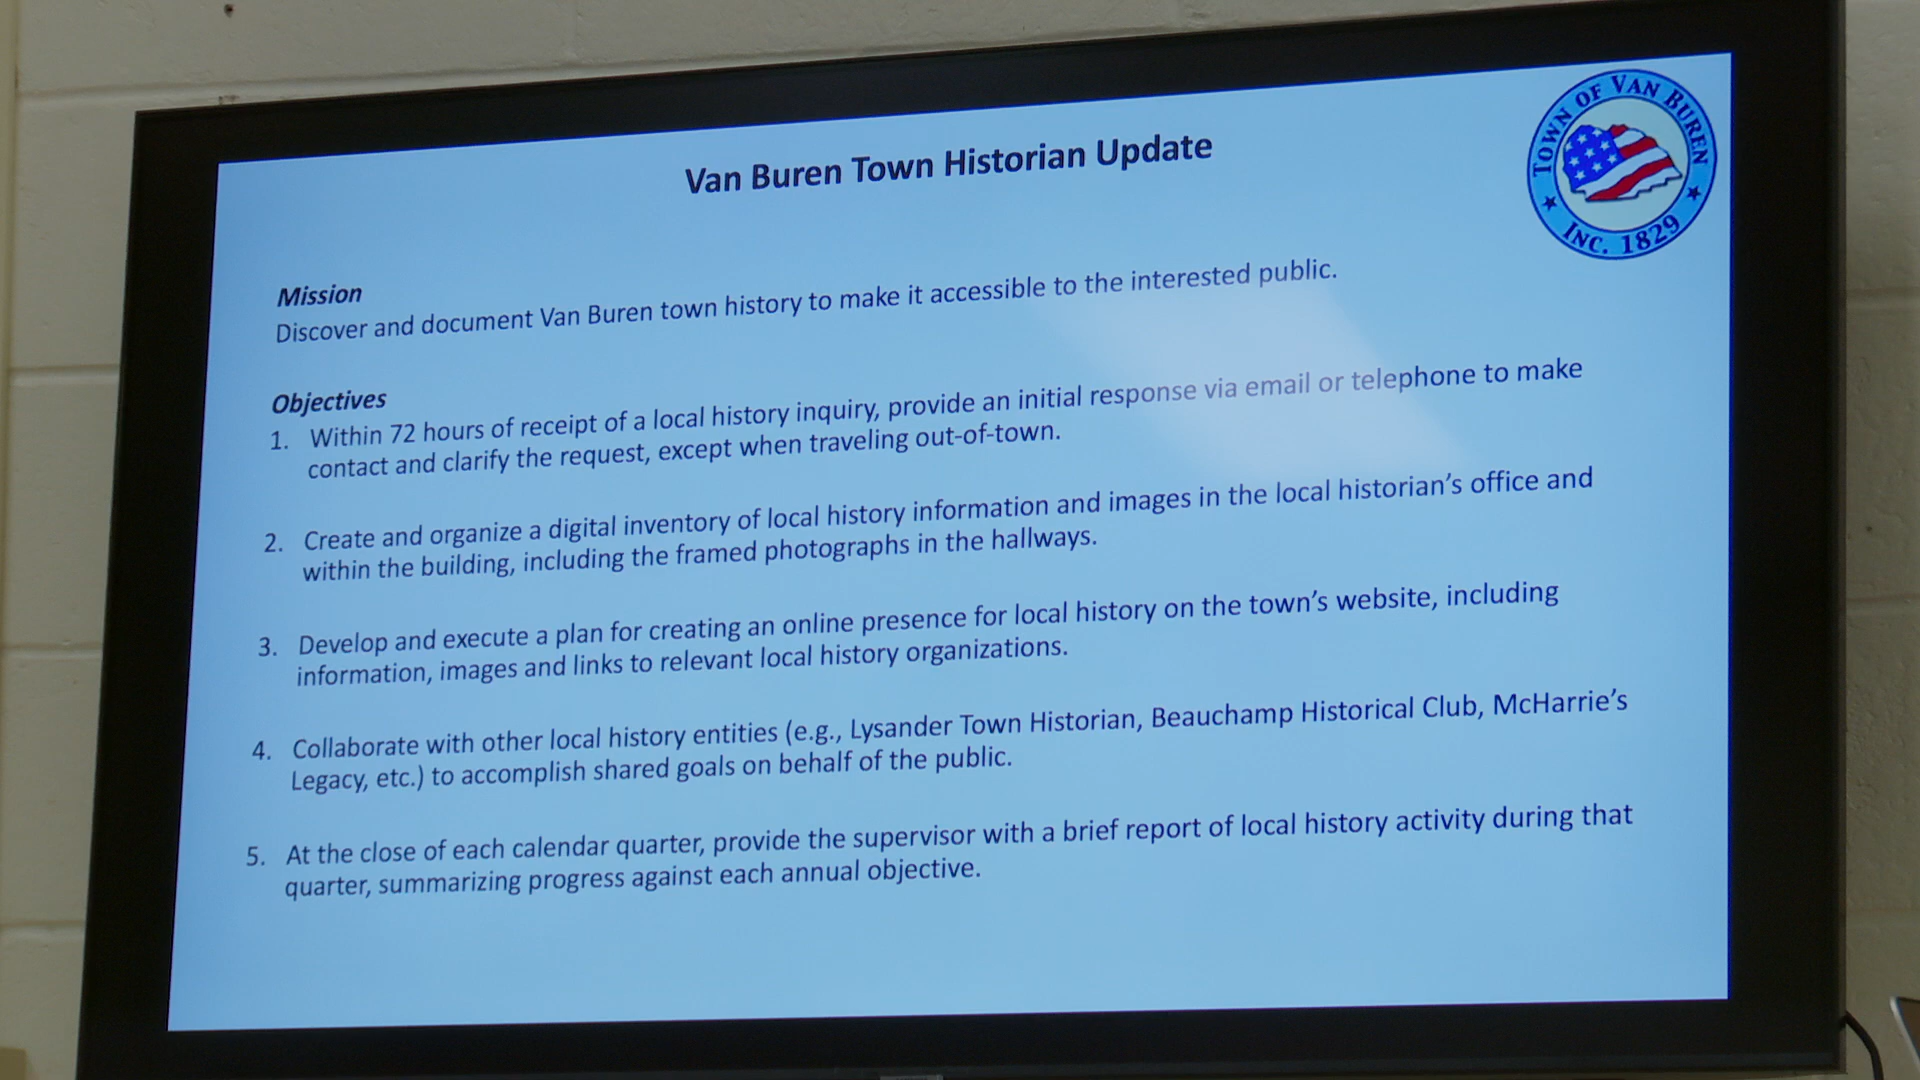 Van Buren Town Historian Update
TOWN OF VAN BUREN
INC. 1829
Mission
Discover and document Van Buren town history to make it accessible to the interested public.
Objectives
1. Within 72 hours of receipt of a local history inquiry, provide an initial response via email or telephone to make
contact and clarify the request, except when traveling out-of-town.
2. Create and organize a digital inventory of local history information and images in the local historian’s office and
within the building, including the framed photographs in the hallways.
3. Develop and execute a plan for creating an online presence for local history on the town’s website, including
information, images and links to relevant local history organizations.
4. Collaborate with other local history entities (e.g., Lysander Town Historian, Beauchamp Historical Club, McHarrie’s
Legacy, etc.) to accomplish shared goals on behalf of the public.
5. At the close of each calendar quarter, provide the supervisor with a brief report of local history activity during that
quarter, summarizing progress against each annual objective.